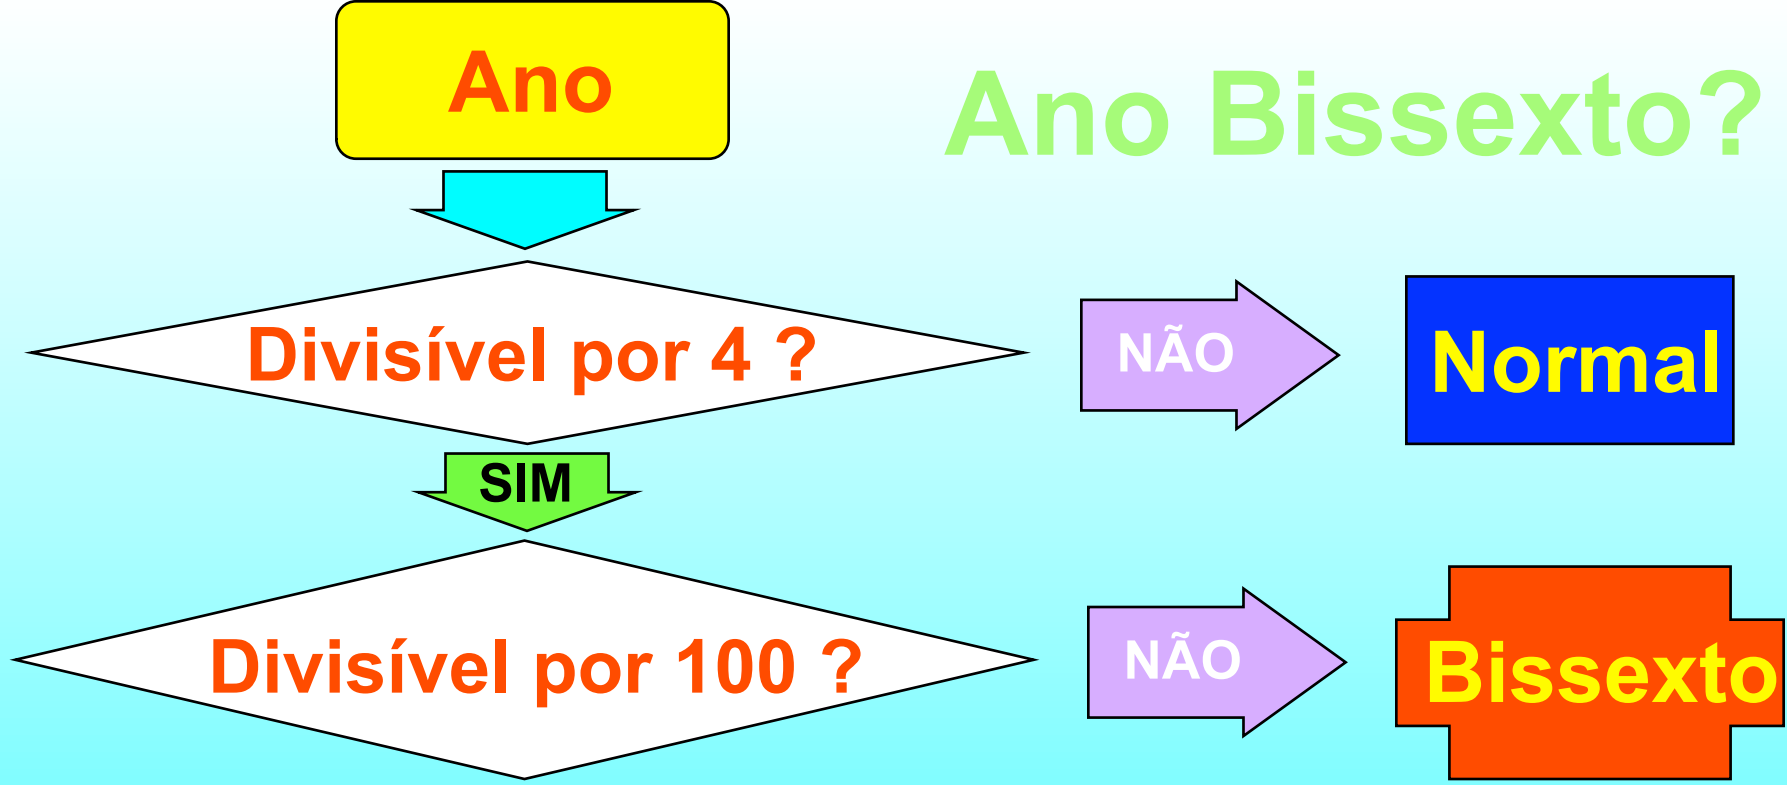 Ano
Ano Bissexto?
Divisível por 4 ?
NÃO
Normal
SIM
Divisível por 100 ?
NÃO
Bissexto